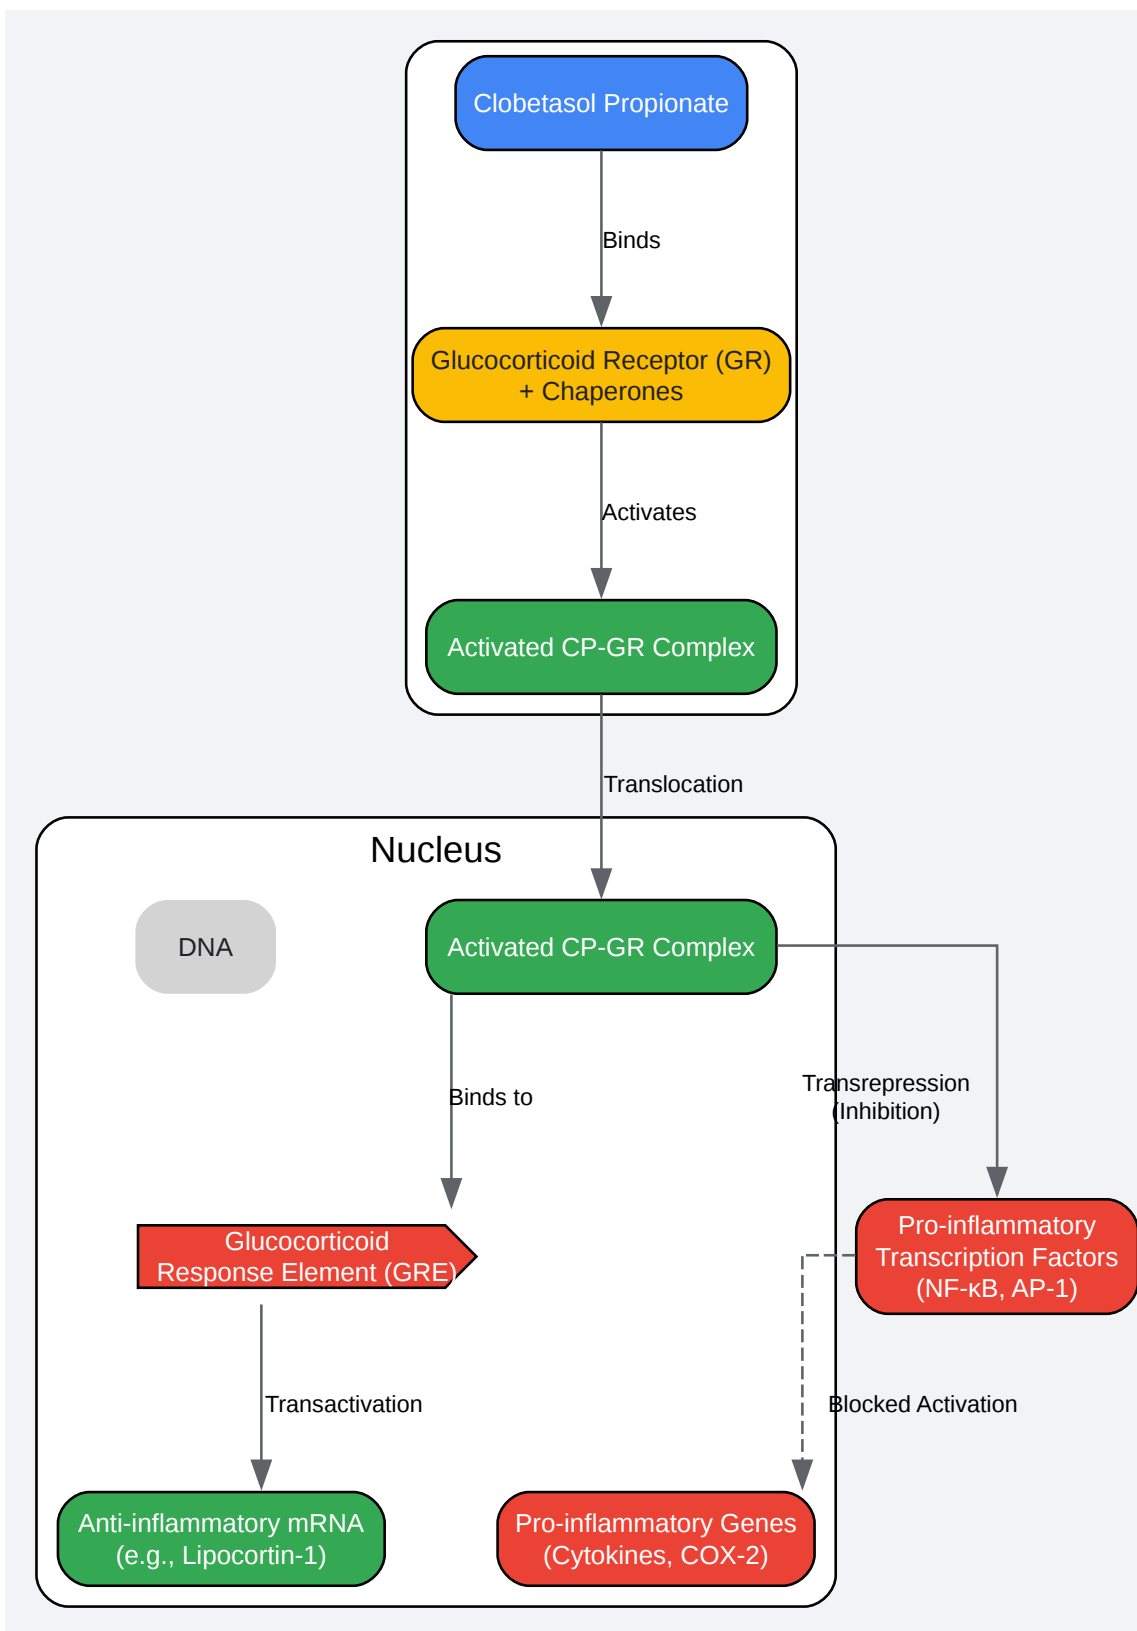 Clobetasol Propionate
Binds
Glucocorticoid Receptor (GR)
+ Chaperones
Activates
Activated CP-GR Complex
Translocation
Nucleus
DNA
Activated CP-GR Complex
Binds to
Transrepression
(Inhibition)
Glucocorticoid
Response Element (GRE)
Pro-inflammatory
Transcription Factors
(NF-κB, AP-1)
Transactivation
Blocked Activation
Anti-inflammatory mRNA
(e.g., Lipocortin-1)
Pro-inflammatory Genes
(Cytokines, COX-2)